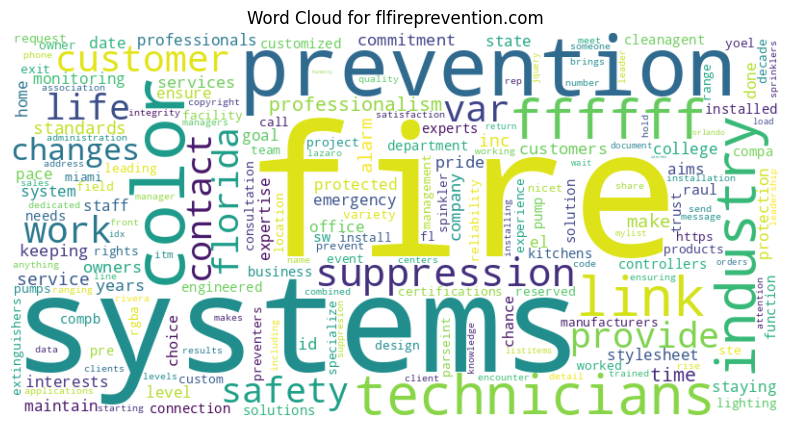 Word Cloud for flfireprevention.com
request professionals customized commitment state meet someone cleanagent yoel
phone owner date customer prevention jquery brings done decade
exit monitoring services rep number leader range sprinklers
association quality
home life ensure professionalism var ffffff installed
integrity copyright satisfaction hold
standards facility call experts return orlando load
administration managers goal alarm inc customers college compa
changes color team project department document
address lazaro working wait aims
pace leading florida contact pride make raul industry
miami system field protected fire share nicet installation trust protection leadership
sales manager consultation expertise location variety emergency management company spinkler reliability experience pump solution send message
needs staff
dedicated front office prevent sw install fl el https
work idx rights event installing kitchens products
keeping owners itm name centers code controllers ensuring orders
anything line business suppression
service years engineered combined certifications reserved link function
pumps ranging rivera makes preventers manufacturers attention
extinguishers compb rgba choice systems chance provide
data results id specialize suppresion design parseint knowledge listitems worked stylesheet ste
clients including encounter trained rise
pre interests levels custom safety client technicians time detail staying
applications level
maintain starting connection solutions lighting
mylist